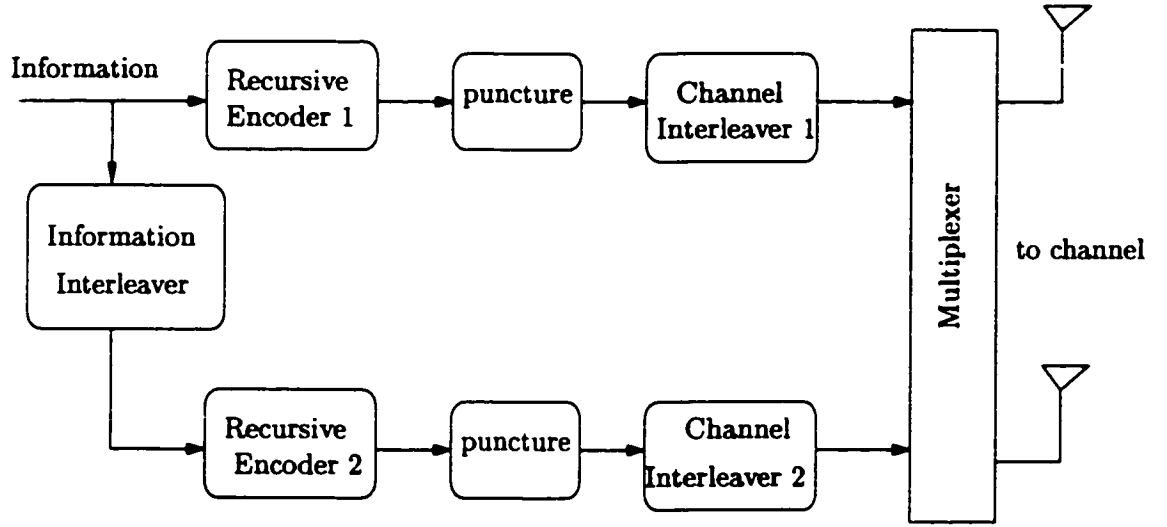 Information
Recursive
Encoder 1
puncture
Channel
Interleaver 1
Information
Interleaver
Multiplexer
to channel
Recursive
Encoder 2
puncture
Channel
Interleaver 2